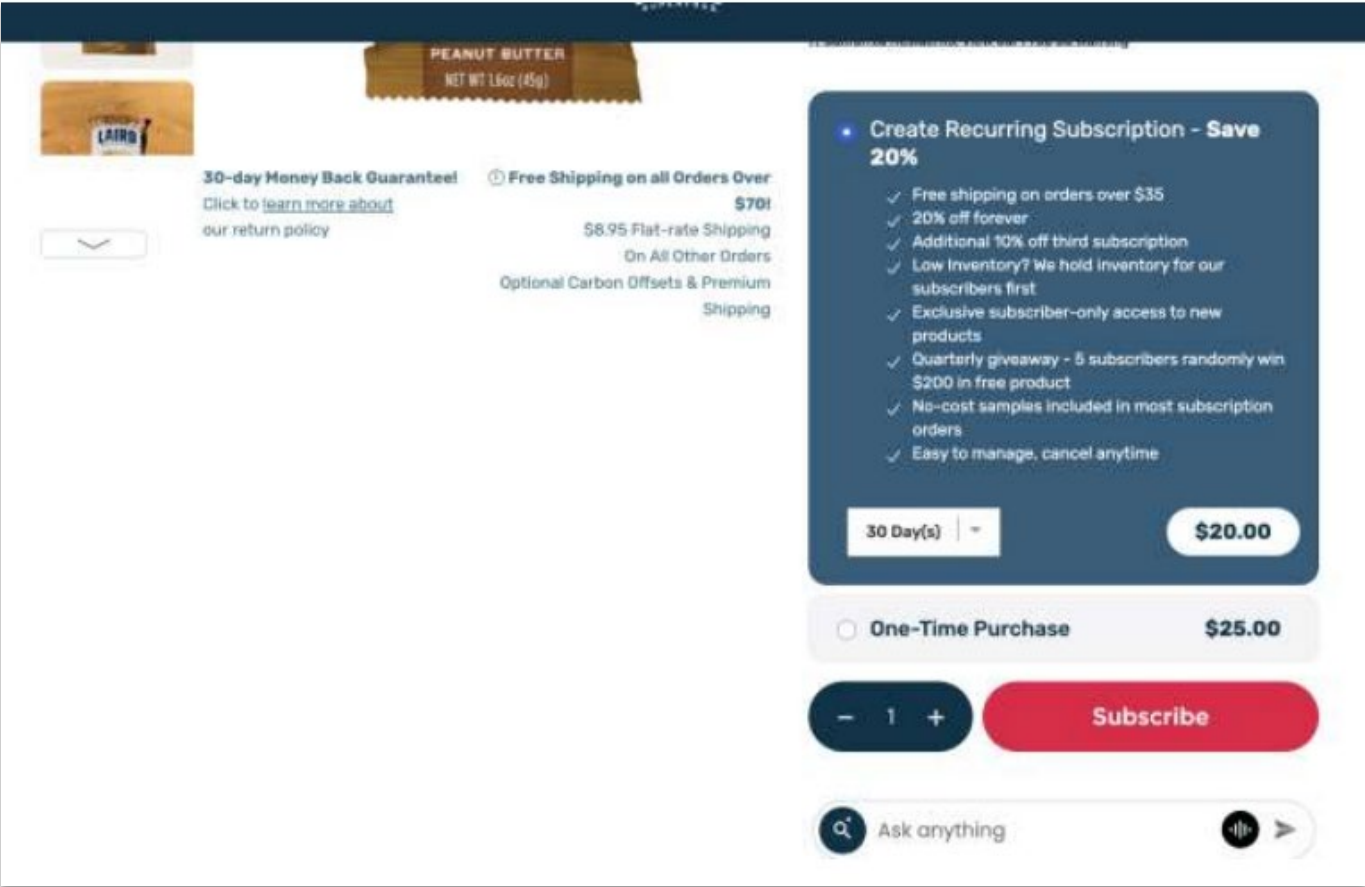 PEANUT BUTTER
NET WT 1.6oz (45g)
LAIRD
30-day Money Back Guarantee!
Click to learn more about
our return policy
Free Shipping on all Orders Over
$70!
$8.95 Flat-rate Shipping
On All Other Orders
Optional Carbon Offsets & Premium
Shipping
Create Recurring Subscription - Save
20%
Free shipping on orders over $35
20% off forever
Additional 10% off third subscription
Low Inventory? We hold inventory for our
subscribers first
Exclusive subscriber-only access to new
products
Quarterly giveaway - 5 subscribers randomly win
$200 in free product
No-cost samples included in most subscription
orders
Easy to manage, cancel anytime
30 Day(s)
$20.00
One-Time Purchase
$25.00
− 1 +
Subscribe
Ask anything